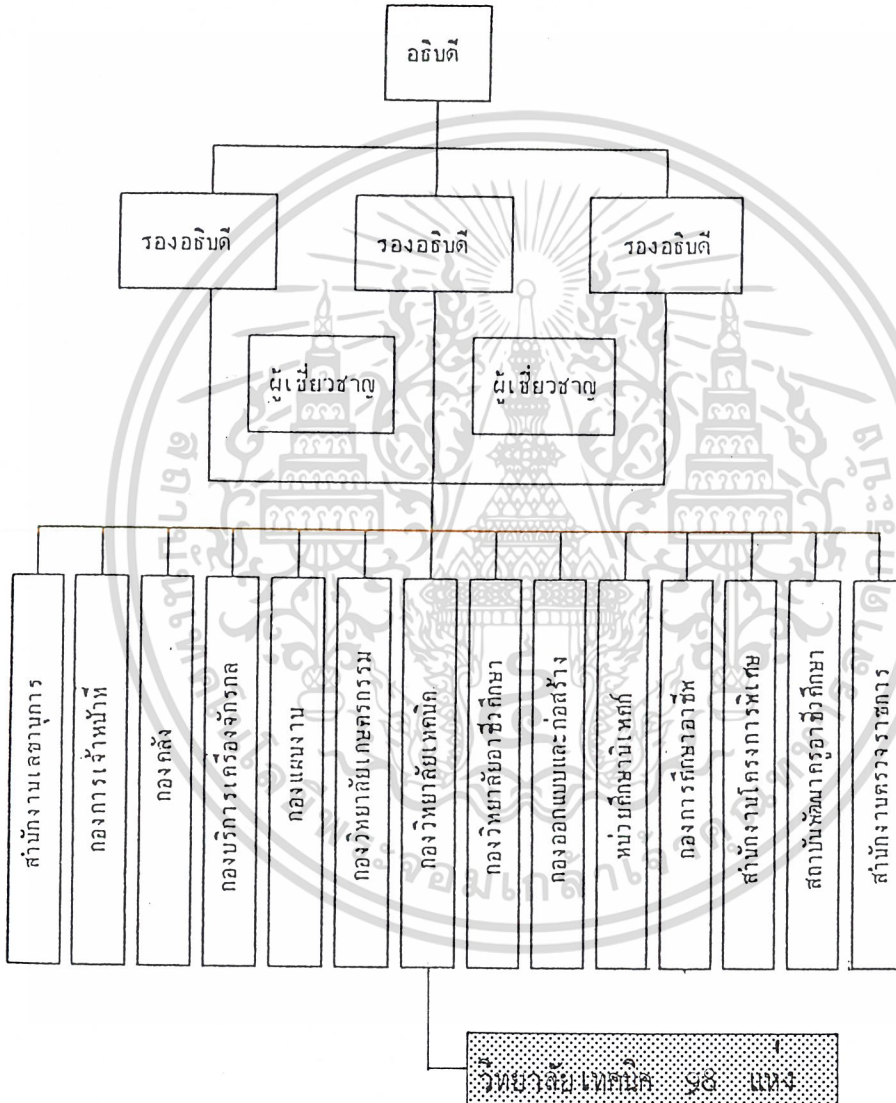 อธิบดี
รองอธิบดี
รองอธิบดี
รองอธิบดี
ผู้เชี่ยวชาญ
ผู้เชี่ยวชาญ
สำนักงานเลขานุการ
กองการเจ้าหน้าที่
กองคลัง
กองบริการเครื่องจักรกล
กองแผนงาน
กองวิทยาลัยเกษตรกรรม
กองวิทยาลัยเทคนิค
กองวิทยาลัยอาชีวศึกษา
กองออกแบบและก่อสร้าง
หน่วยศึกษานิเทศก์
กองการศึกษาอาชีพ
สำนักงานโครงการพิเศษ
สถาบันพัฒนาครูอาชีวศึกษา
สำนักงานตรวจราชการ
วิทยาลัยเทคนิค แห่ง